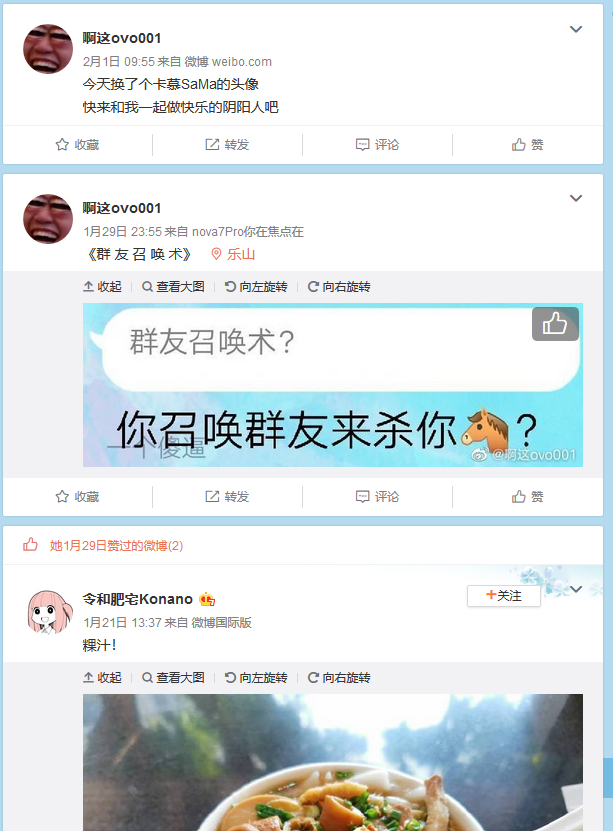 啊这ovo001
2月1日 09:55 来自 微博 weibo.com
今天换了个卡慕SaMa的头像
快来和我一起做快乐的阴阳人吧
收藏 转发 评论 赞
啊这ovo001
1月29日 23:55 来自 nova7Pro你在焦点在
《群 友 召 唤 术》 乐山
收起 查看大图 向左旋转 向右旋转
群友召唤术?
你召唤群友来杀你🐴?
一个傻逼
@啊这ovo001
收藏 转发 评论 赞
她1月29日赞过的微博(2)
令和肥宅Konano
+关注
1月21日 13:37 来自 微博国际版
粿汁!
收起 查看大图 向左旋转 向右旋转